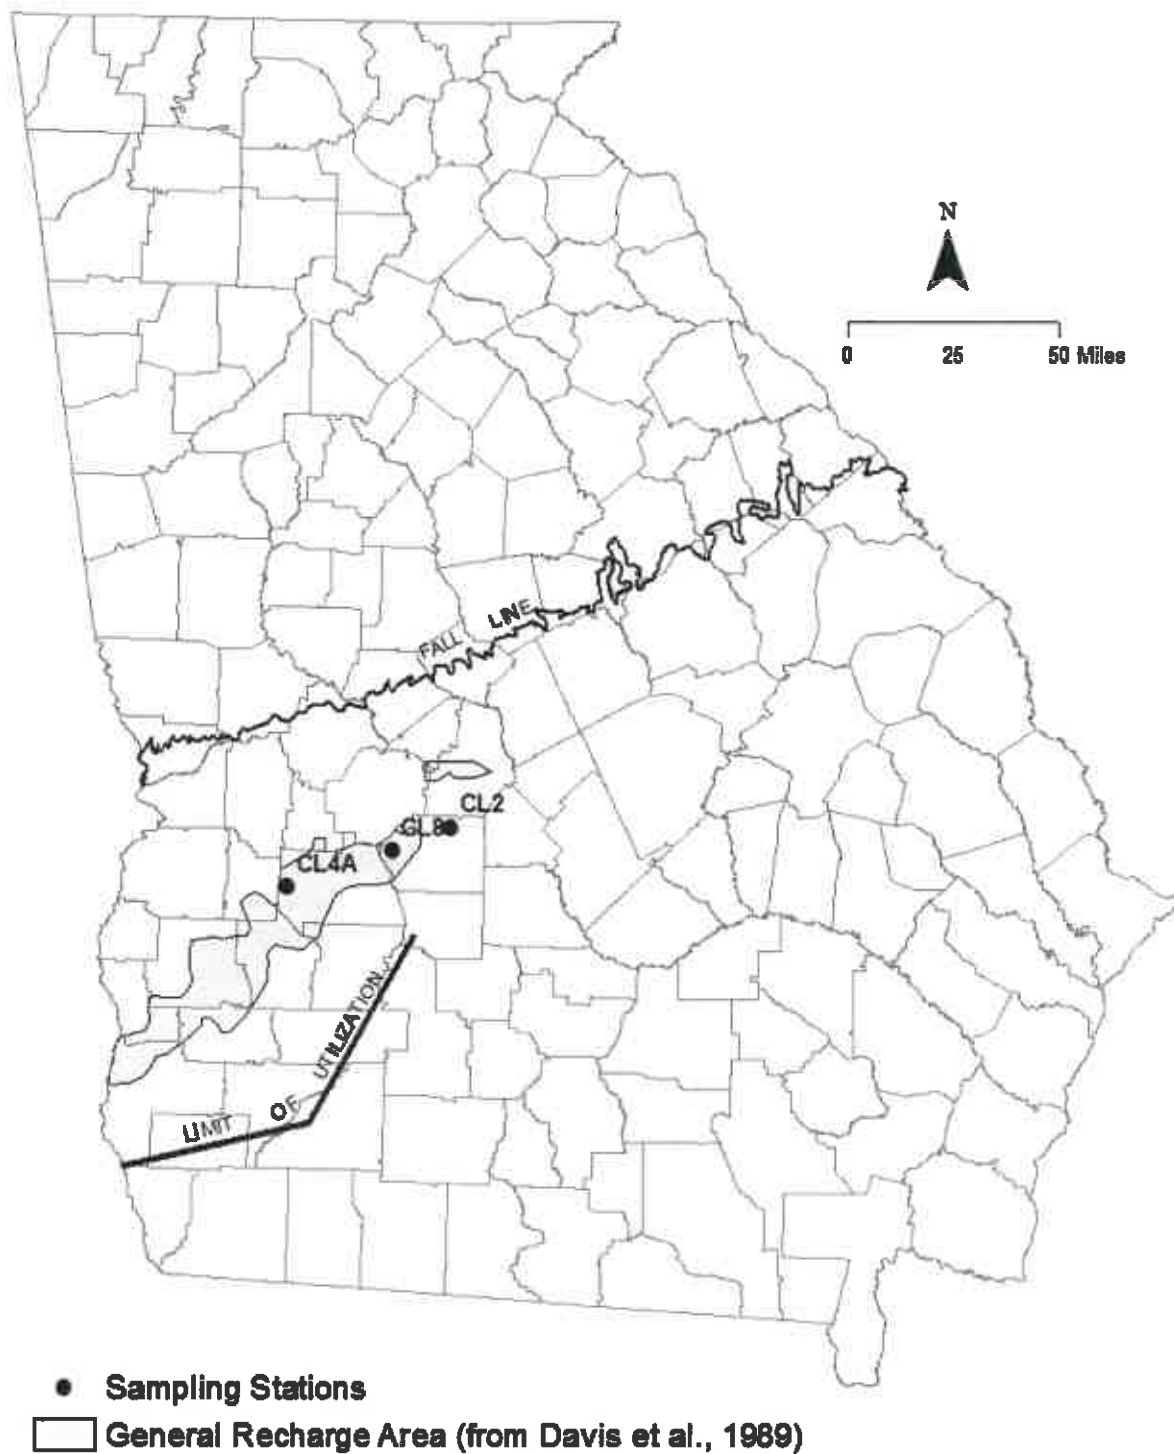 N
0 25 50 Miles
FALL LINE
CL2
CL8
CL4A
LIMIT OF UTILIZATION
Sampling Stations
General Recharge Area (from Davis et al., 1989)